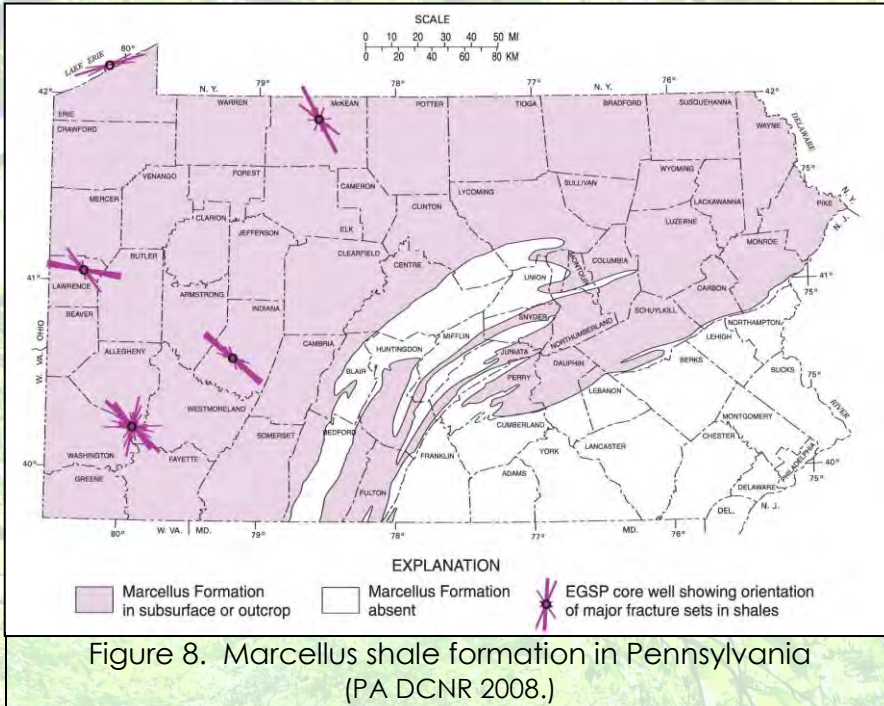 SCALE
0 10 20 30 40 50 MI
0 20 40 60 80 KM
LAKE ERIE
80°
42°
N. Y.
79°
78°
N. Y.
77°
76°
42°
ERIE
CRAWFORD
WARREN
McKEAN
POTTER
TIOGA
BRADFORD
SUSQUEHANNA
WAYNE
DELAWARE
75°
MERCER
VENANGO
FOREST
CAMERON
ELK
CLINTON
LYCOMING
SULLIVAN
WYOMING
LACKAWANNA
PIKE
N. Y.
N. J.
CLARION
JEFFERSON
CLEARFIELD
CENTRE
UNION
MONTOUR
COLUMBIA
LUZERNE
MONROE
41°
LAWRENCE
BUTLER
ARMSTRONG
INDIANA
SNYDER
NORTHUMBERLAND
SCHUYLKILL
CARBON
41°
75°
BEAVER
ALLEGHENY
CAMBRIA
BLAIR
HUNTINGDON
MIFFLIN
JUNIATA
PERRY
DAUPHIN
LEBANON
BERKS
LEHIGH
NORTHAMPTON
BUCKS
75°
RIVER
W. VA.
OHIO
WESTMORELAND
SOMERSET
BEDFORD
FULTON
FRANKLIN
CUMBERLAND
ADAMS
YORK
LANCASTER
CHESTER
MONTGOMERY
PHILADELPHIA
DELAWARE
40°
WASHINGTON
GREENE
FAYETTE
40°
75°
N. J.
DEL.
80°
W. VA.
MD.
79°
78°
77°
MD.
76°
EXPLANATION
Marcellus Formation
in subsurface or outcrop
Marcellus Formation
absent
EGSP core well showing orientation
of major fracture sets in shales
Figure 8. Marcellus shale formation in Pennsylvania
(PA DCNR 2008.)